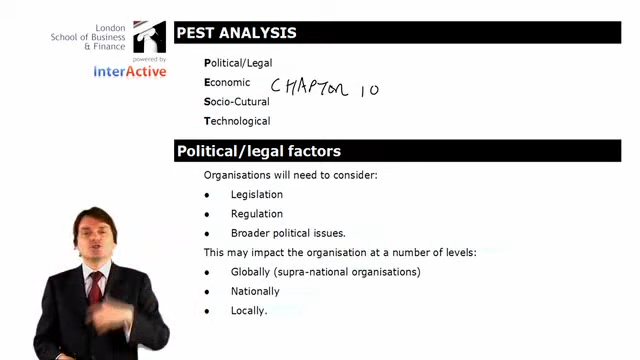 London
School of Business
& Finance
powered by
InterActive
PEST ANALYSIS
Political/Legal
Economic CHAPTOR 10
Socio-Cutural
Technological
Political/legal factors
Organisations will need to consider:
● Legislation
● Regulation
● Broader political issues.
This may impact the organisation at a number of levels:
● Globally (supra-national organisations)
● Nationally
● Locally.